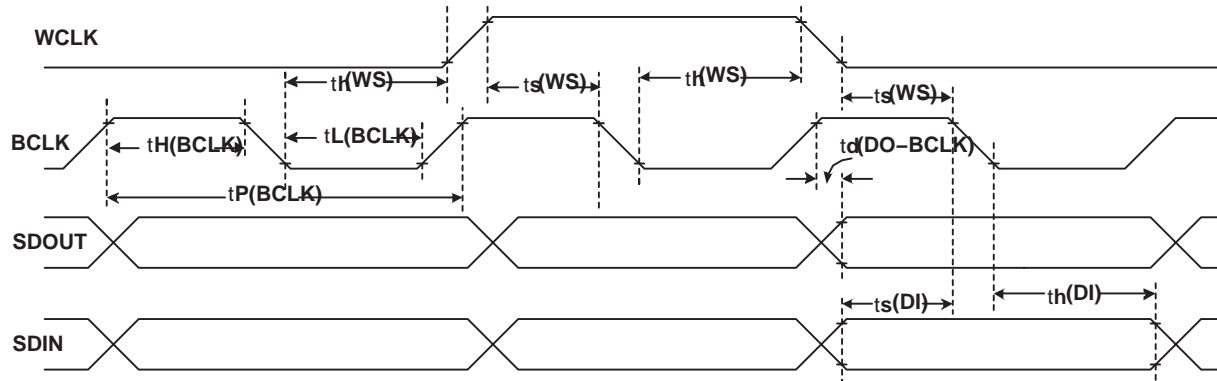 WCLK
th(WS)
ts(WS)
th(WS)
ts(WS)
BCLK
tH(BCLK)
tL(BCLK)
td(DO−BCLK)
tP(BCLK)
SDOUT
ts(DI)
th(DI)
SDIN